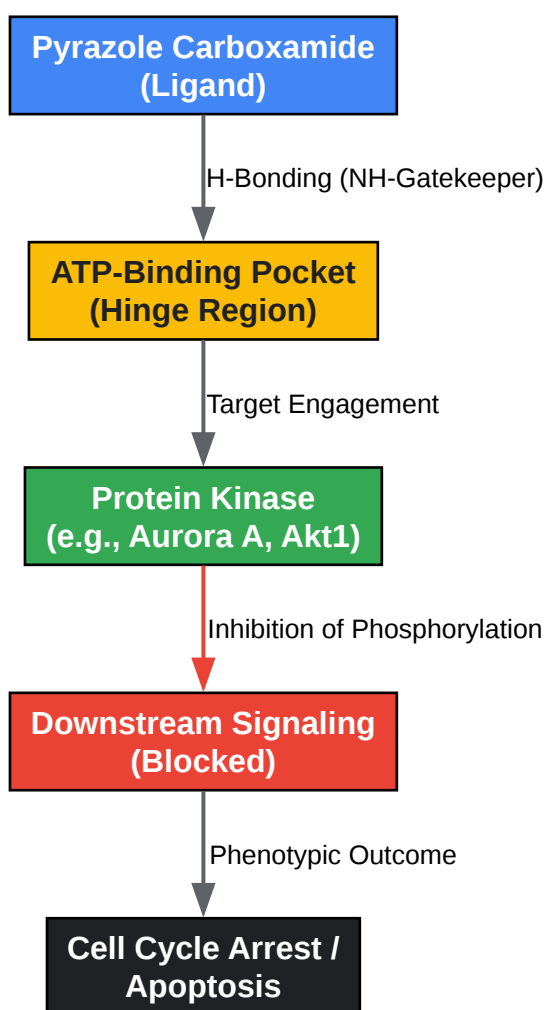 Pyrazole Carboxamide
(Ligand)
H-Bonding (NH-Gatekeeper)
ATP-Binding Pocket
(Hinge Region)
Target Engagement
Protein Kinase
(e.g., Aurora A, Akt1)
Inhibition of Phosphorylation
Downstream Signaling
(Blocked)
Phenotypic Outcome
Cell Cycle Arrest /
Apoptosis